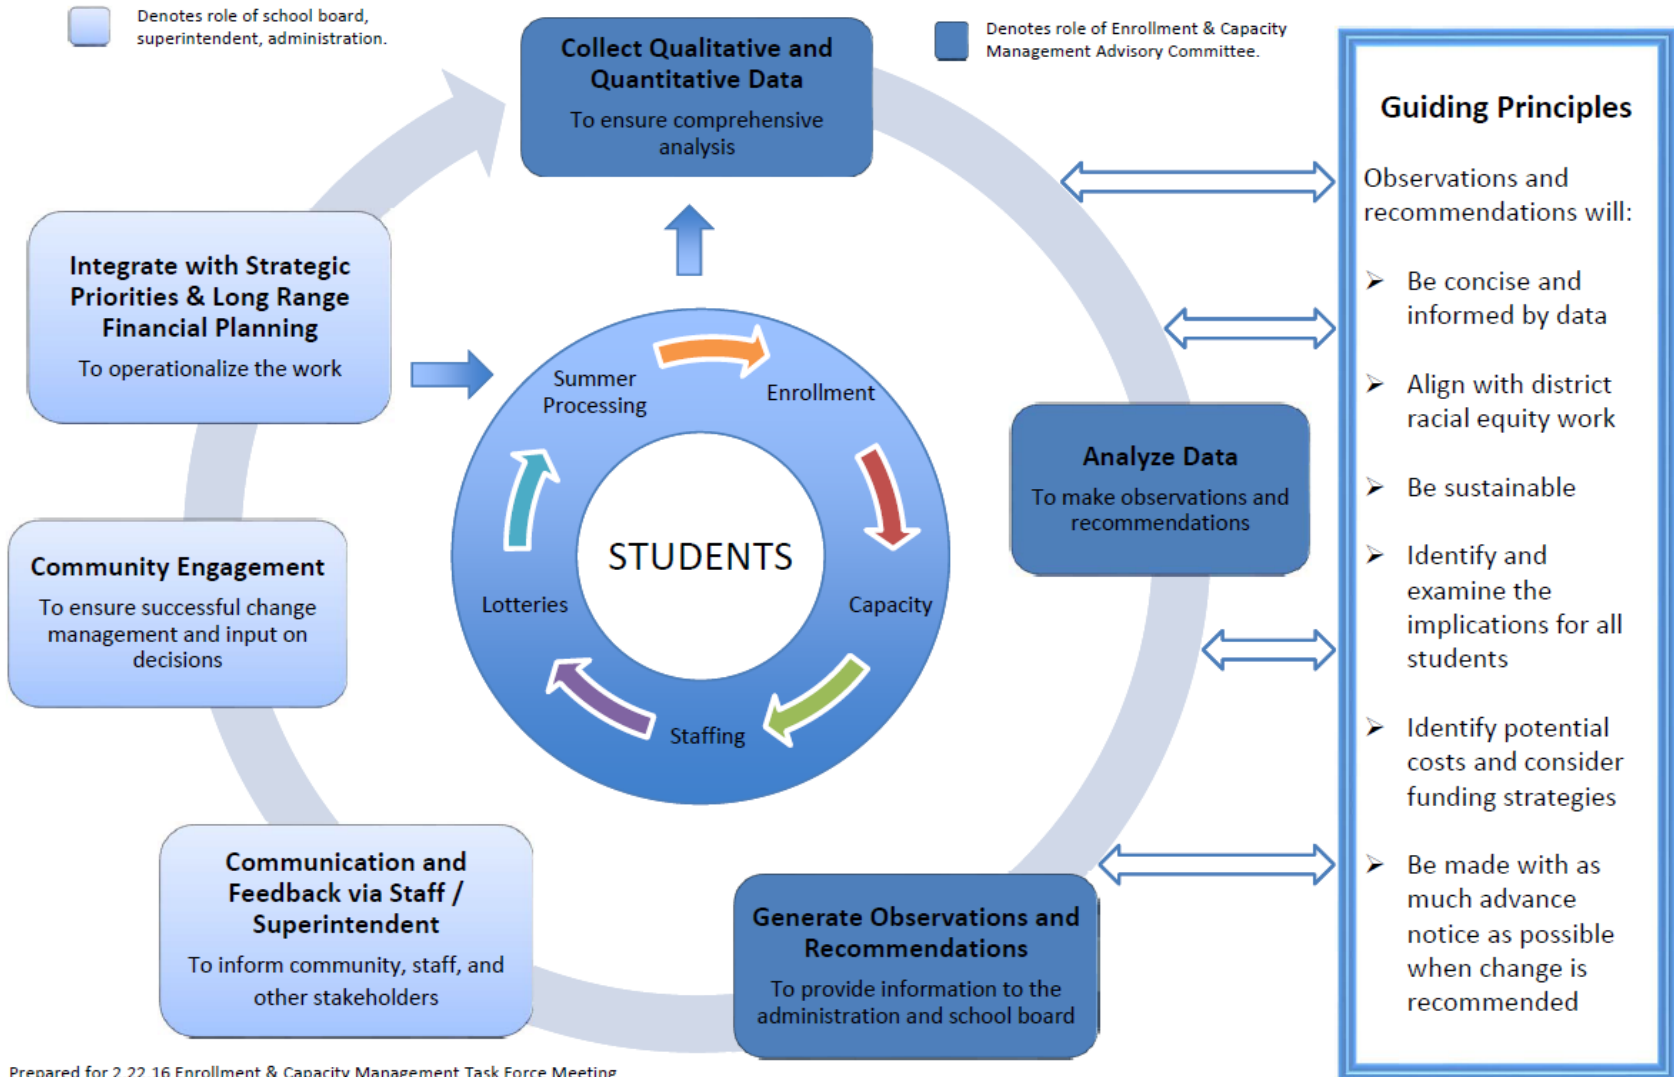 Denotes role of school board,
superintendent, administration.
Denotes role of Enrollment & Capacity
Management Advisory Committee.
Collect Qualitative and
Quantitative Data
To ensure comprehensive
analysis
Integrate with Strategic
Priorities & Long Range
Financial Planning
To operationalize the work
Community Engagement
To ensure successful change
management and input on
decisions
Communication and
Feedback via Staff /
Superintendent
To inform community, staff, and
other stakeholders
Generate Observations and
Recommendations
To provide information to the
administration and school board
Analyze Data
To make observations and
recommendations
Summer
Processing
Enrollment
Capacity
Staffing
Lotteries
STUDENTS
Guiding Principles
Observations and
recommendations will:
➢ Be concise and
informed by data
➢ Align with district
racial equity work
➢ Be sustainable
➢ Identify and
examine the
implications for all
students
➢ Identify potential
costs and consider
funding strategies
➢ Be made with as
much advance
notice as possible
when change is
recommended
Prepared for 2.22.16 Enrollment & Capacity Management Task Force Meeting